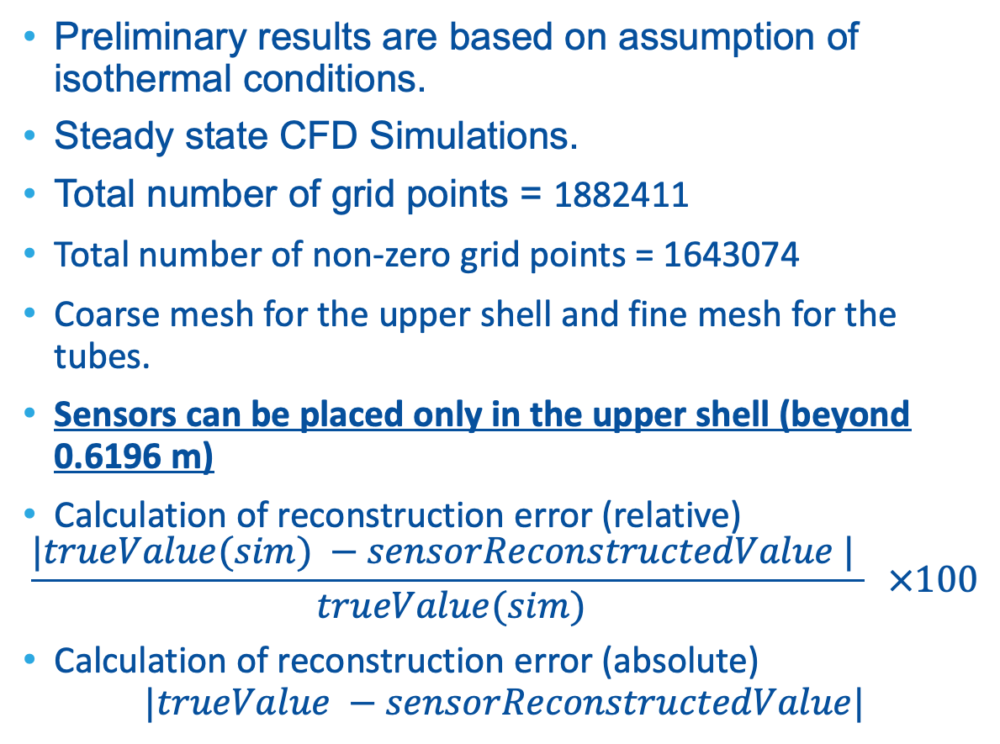 • Preliminary results are based on assumption of
isothermal conditions.
• Steady state CFD Simulations.
• Total number of grid points = 1882411
• Total number of non-zero grid points = 1643074
• Coarse mesh for the upper shell and fine mesh for the
tubes.
• Sensors can be placed only in the upper shell (beyond
0.6196 m)
• Calculation of reconstruction error (relative)
|trueValue(sim) − sensorReconstructedValue |
×100
trueValue(sim)
• Calculation of reconstruction error (absolute)
|trueValue − sensorReconstructedValue|